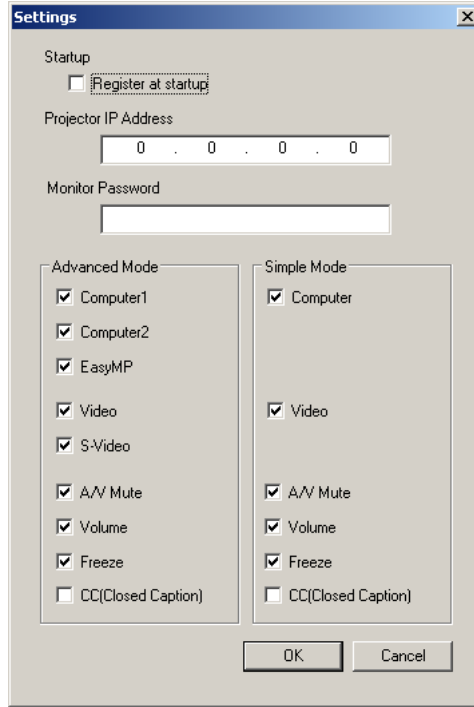 Settings
Startup
Register at startup
Projector IP Address
0 . 0 . 0 . 0
Monitor Password
Advanced Mode
Computer1
Computer2
EasyMP
Video
S-Video
A/V Mute
Volume
Freeze
CC(Closed Caption)
Simple Mode
Computer
Video
A/V Mute
Volume
Freeze
CC(Closed Caption)
OK
Cancel